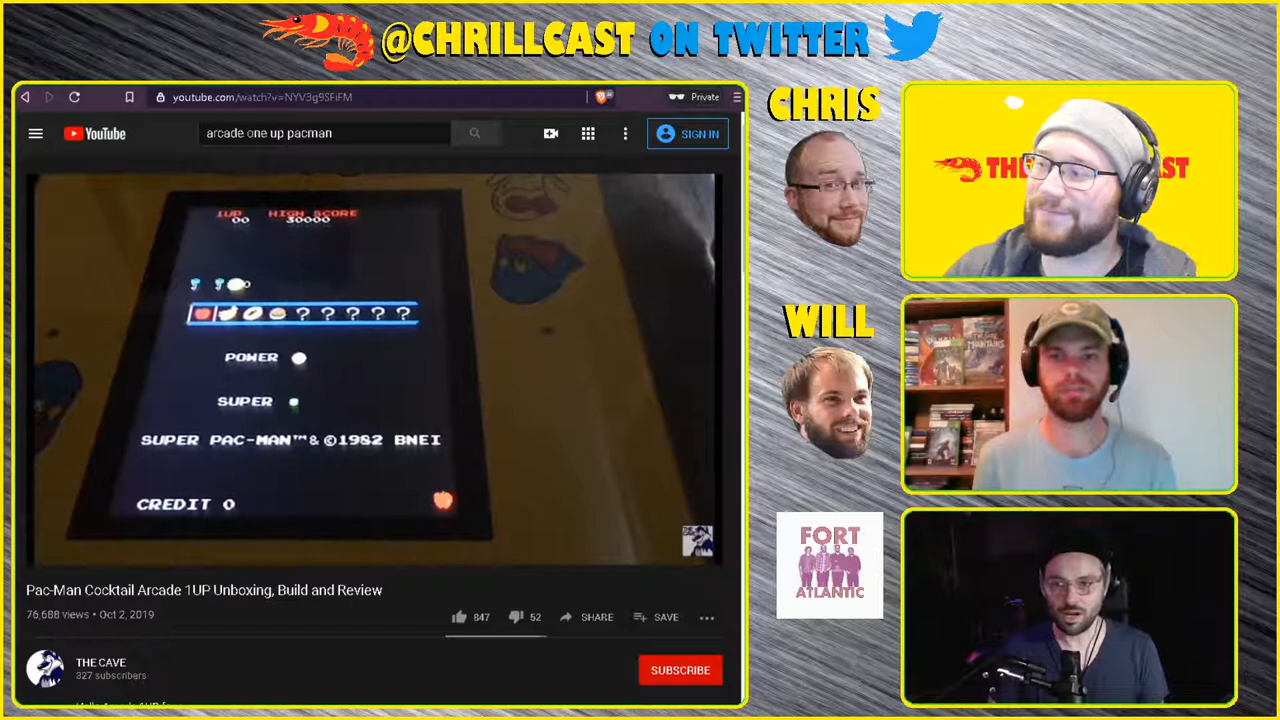 @CHRILLCAST ON TWITTER
youtube.com/watch?v=NYV3g9SFiFM
Private
YouTube
arcade one up pacman
SIGN IN
1UP HIGH SCORE
00 30000
? ? ? ? ?
POWER
SUPER
SUPER PAC-MAN™&©1982 BNEI
CREDIT 0
Pac-Man Cocktail Arcade 1UP Unboxing, Build and Review
76,688 views • Oct 2, 2019
847
52
SHARE
SAVE
THE CAVE
327 subscribers
SUBSCRIBE
CHRIS
WILL
FORT
ATLANTIC